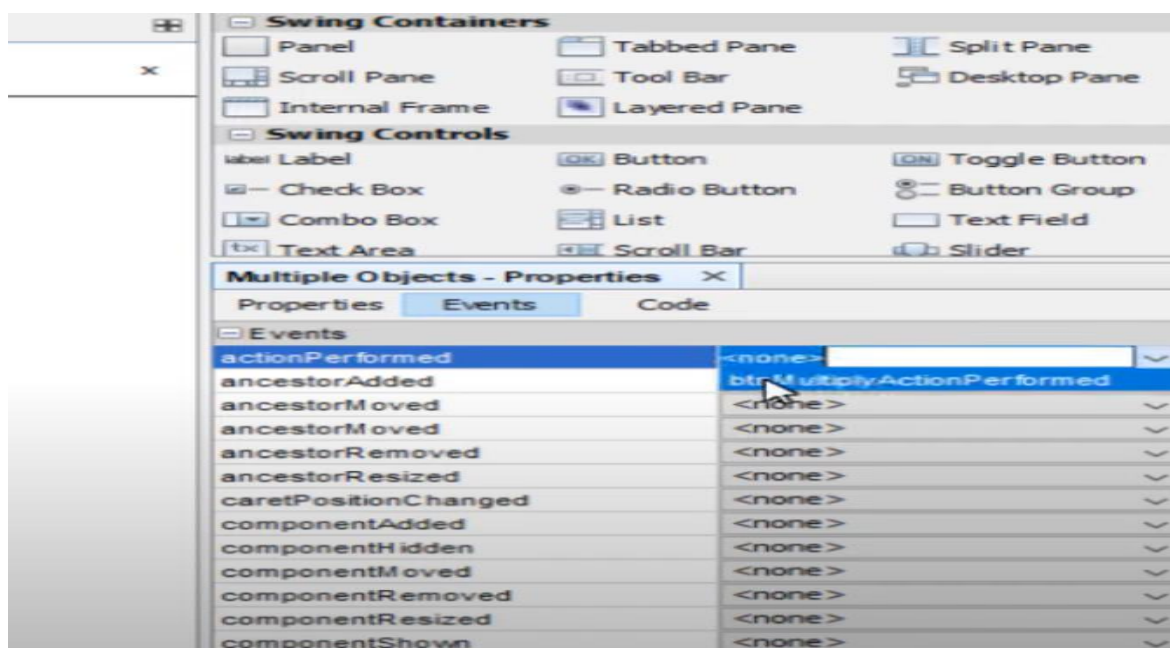 Swing Containers
Panel Tabbed Pane Split Pane
Scroll Pane Tool Bar Desktop Pane
Internal Frame Layered Pane
Swing Controls
label Label OK Button ON Toggle Button
Check Box Radio Button Button Group
Combo Box List Text Field
tx Text Area Scroll Bar Slider
Multiple Objects - Properties
Properties Events Code
Events
actionPerformed <none>
ancestorAdded btnMultiplyActionPerformed
ancestorMoved <none>
ancestorMoved <none>
ancestorRemoved <none>
ancestorResized <none>
caretPositionChanged <none>
componentAdded <none>
componentHidden <none>
componentMoved <none>
componentRemoved <none>
componentResized <none>
componentShown <none>